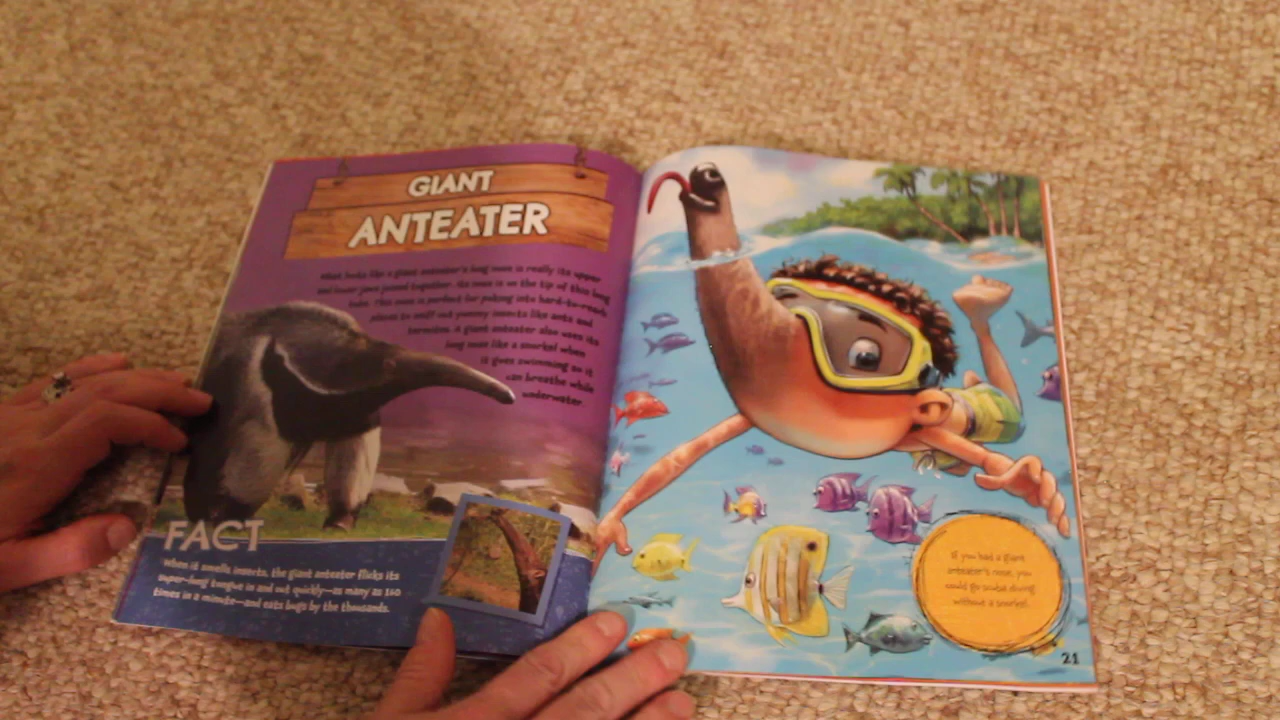 GIANT
ANTEATER
What looks like a giant anteater's long nose is really its upper
and lower jaws joined together. Its nose is on the tip of this long
tube. This nose is perfect for poking into hard-to-reach
places to sniff out yummy insects like ants and
termites. A giant anteater also uses its
long nose like a snorkel when
it goes swimming so it
can breathe while
underwater.
FACT
When it smells insects, the giant anteater flicks its
super-long tongue in and out quickly—as many as 160
times in a minute—and eats bugs by the thousands.
If you had a giant
anteater's nose, you
could go scuba diving
without a snorkel.
21